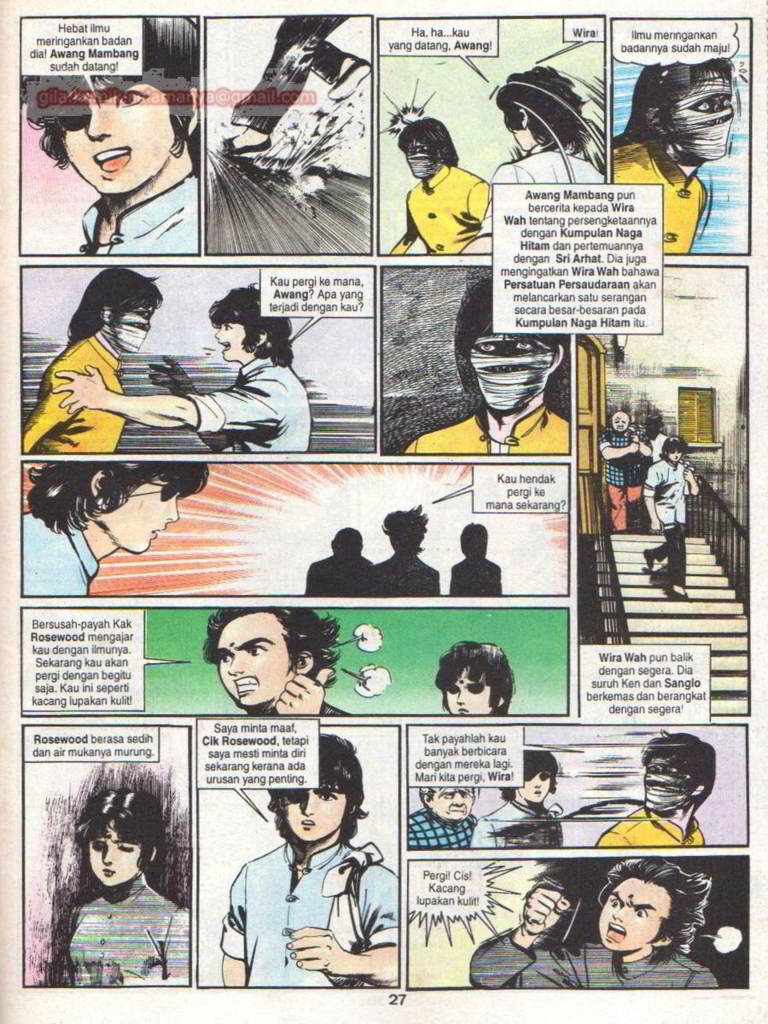 Hebat ilmu
meringankan badan
dia! Awang Mambang
sudah datang!
Ha, ha...kau
yang datang, Awang!
Wira!
Ilmu menngankan
badannya sudah maju!
Awang Mambang pun
bercerita kepada Wira
Wah tentang persengketaannya
dengan Kumpulan Naga
Hitam dan pertemuannya
dengan Sri Arhat. Dia juga
mengingatkan Wira Wah bahawa
Persatuan Persaudaraan akan
melancarkan satu serangan
secara besar-besaran pada
Kumpulan Naga Hitam itu.
Kau pergi ke mana,
Awang? Apa yang
terjadi dengan kau?
Kau hendak
pergi ke
mana sekarang?
Bersusah-payah Kak
Rosewood mengajar
kau dengan ilmunya.
Sekarang kau akan
pergi dengan begitu
saja. Kau ini seperti
kacang lupakan kulit!
Wira Wah pun balik
dengan segera. Dia
suruh Ken dan Sanglo
berkemas dan berangkat
dengan segera!
Rosewood berasa sedih
dan air mukanya murung.
Saya minta maaf,
Cik Rosewood, tetapi
saya mesti minta diri
sekarang kerana ada
urusan yang penting.
Tak payahlah kau
banyak berbicara
dengan mereka lagi.
Mari kita pergi, Wira!
Pergi! Cis!
Kacang
lupakan kulit!
27